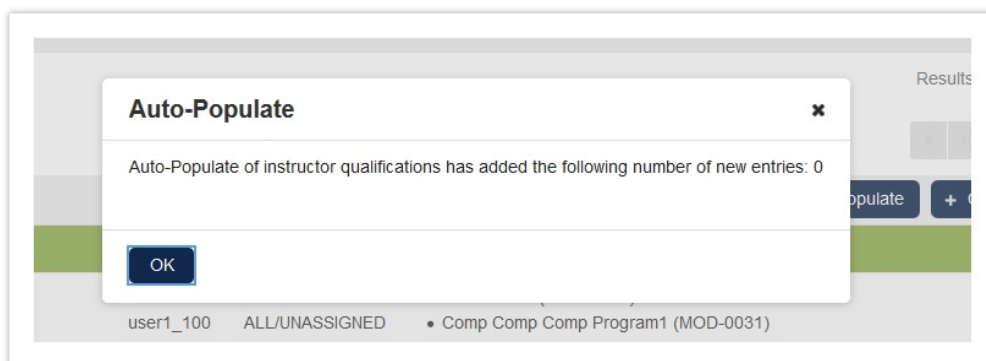 Results
Auto-Populate
Auto-Populate of instructor qualifications has added the following number of new entries: 0
opulate +
OK
user1_100 ALL/UNASSIGNED • Comp Comp Comp Program1 (MOD-0031)